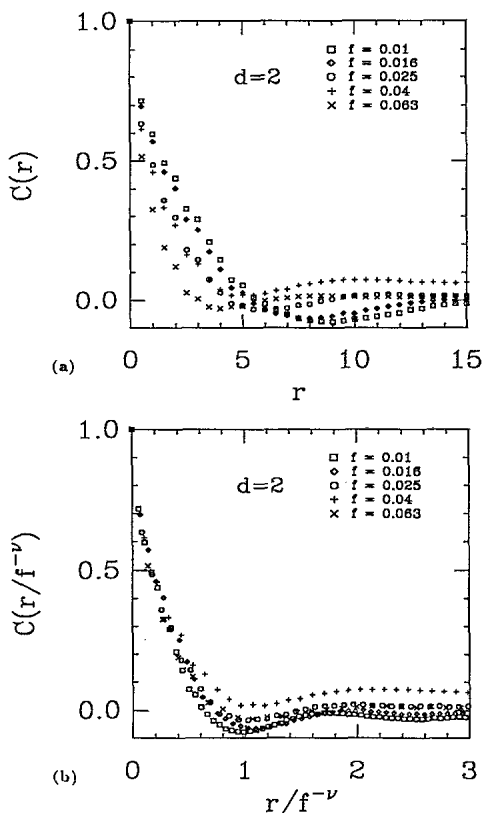 1.0
□ f = 0.01
◆ f = 0.016
○ f = 0.025
+ f = 0.04
× f = 0.063
d=2
0.5
C(r)
0.0
0 5 10 15
(a)
r
1.0
□ f = 0.01
◆ f = 0.016
○ f = 0.025
+ f = 0.04
× f = 0.063
d=2
C(r/f^{-ν})
0.5
0.0
0 1 2 3
(b)
r/f^{-ν}